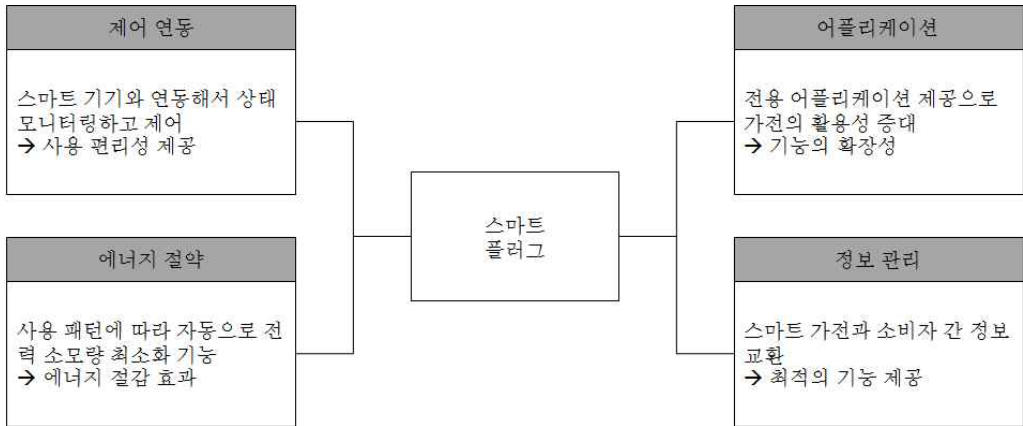 제어 연동
스마트 기기와 연동해서 상태
모니터링하고 제어
→ 사용 편리성 제공
어플리케이션
전용 어플리케이션 제공으로
가전의 활용성 증대
→ 기능의 확장성
스마트
플러그
에너지 절약
사용 패턴에 따라 자동으로 전
력 소모량 최소화 기능
→ 에너지 절감 효과
정보 관리
스마트 가전과 소비자 간 정보
교환
→ 최적의 기능 제공